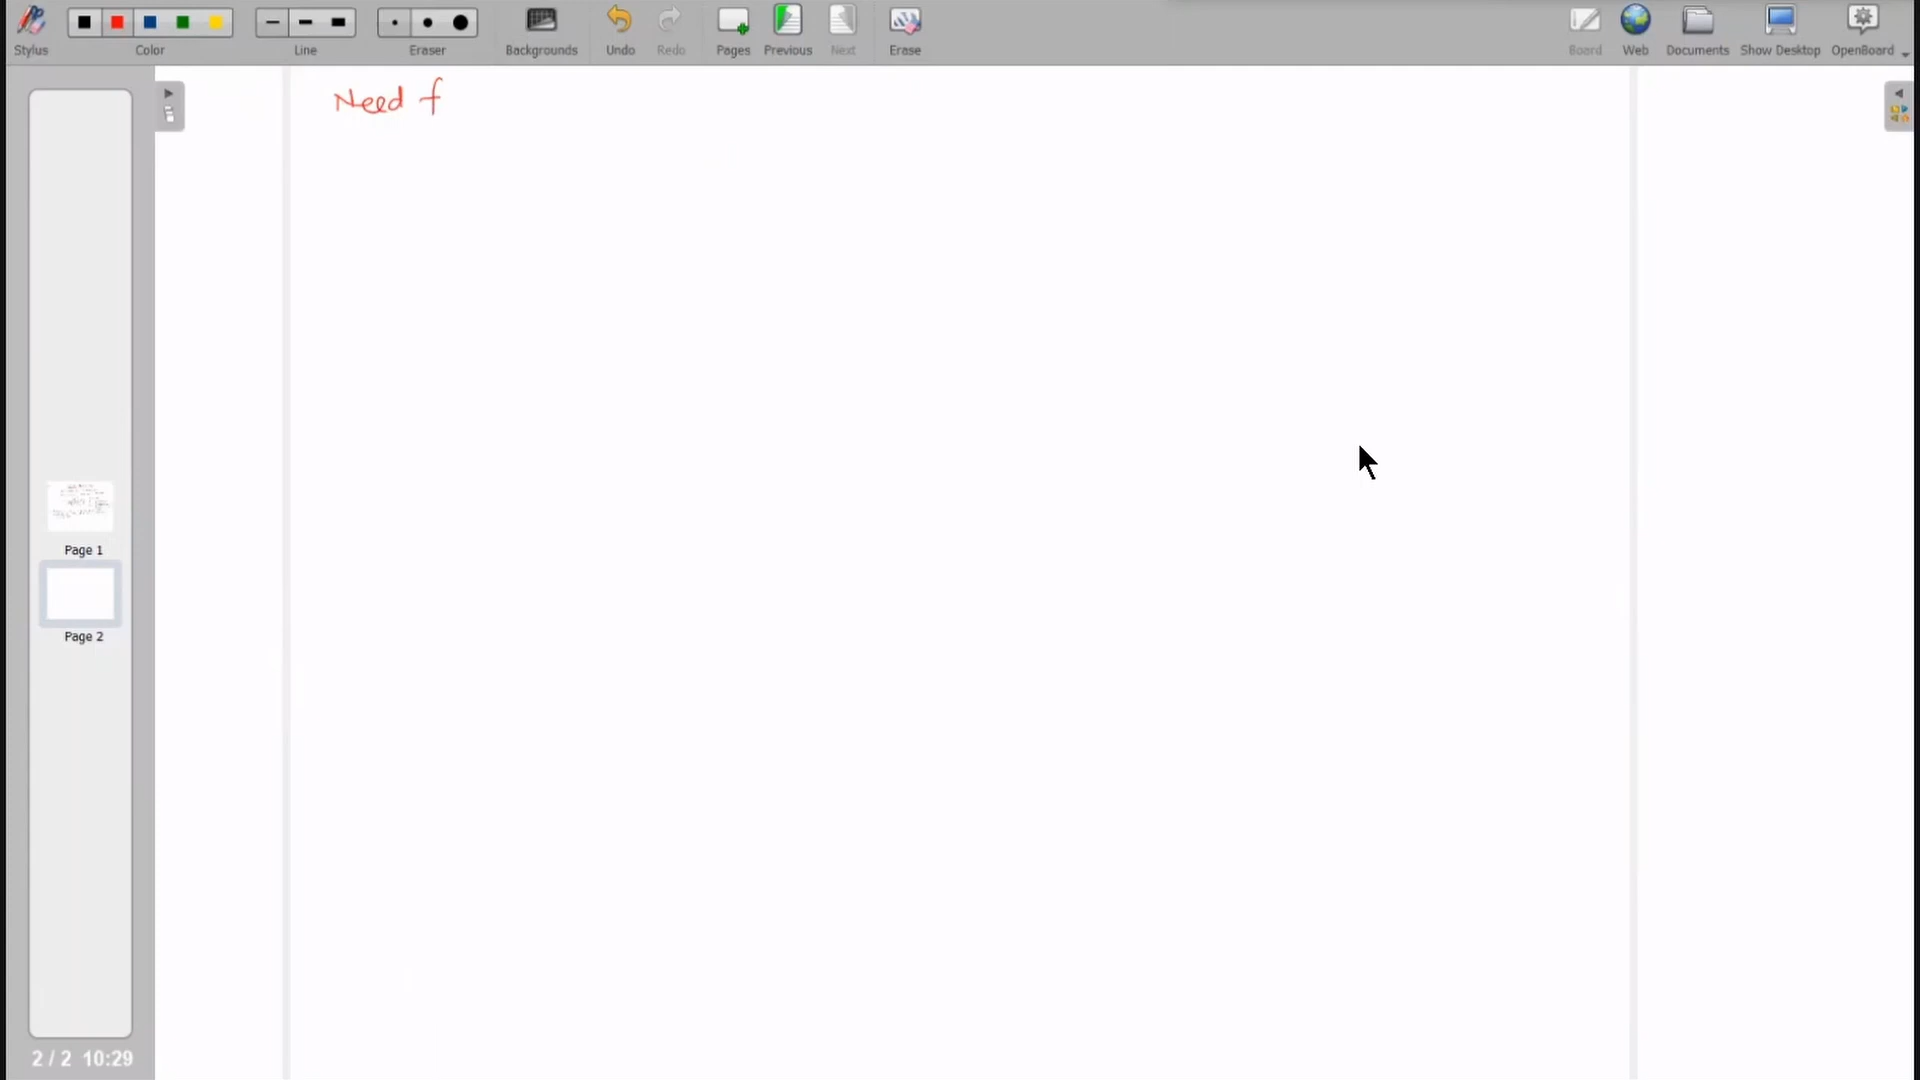 Stylus Color Line Eraser Backgrounds Undo Redo Pages Previous Next Erase Board Web Documents Show Desktop OpenBoard
Need f
Page 1
Page 2
2 / 2 10:29